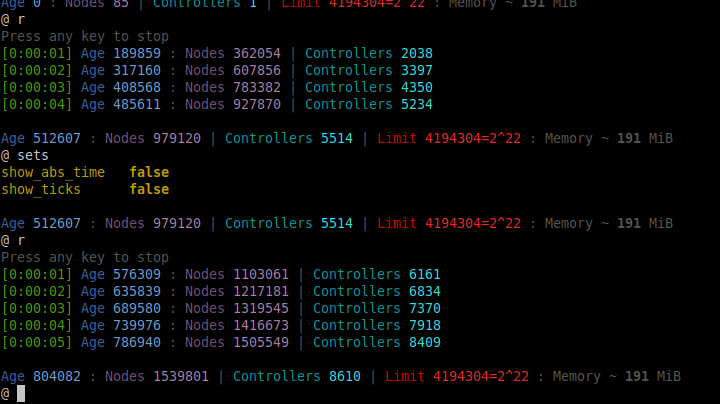 Age 0 : Nodes 85 | Controllers 1 | Limit 4194304=2^22 : Memory ~ 191 MiB
@ r
Press any key to stop
[0:00:01] Age 189859 : Nodes 362054 | Controllers 2038
[0:00:02] Age 317160 : Nodes 607856 | Controllers 3397
[0:00:03] Age 408568 : Nodes 783382 | Controllers 4350
[0:00:04] Age 485611 : Nodes 927870 | Controllers 5234
Age 512607 : Nodes 979120 | Controllers 5514 | Limit 4194304=2^22 : Memory ~ 191 MiB
@ sets
show_abs_time false
show_ticks false
Age 512607 : Nodes 979120 | Controllers 5514 | Limit 4194304=2^22 : Memory ~ 191 MiB
@ r
Press any key to stop
[0:00:01] Age 576309 : Nodes 1103061 | Controllers 6161
[0:00:02] Age 635839 : Nodes 1217181 | Controllers 6834
[0:00:03] Age 689580 : Nodes 1319545 | Controllers 7370
[0:00:04] Age 739976 : Nodes 1416673 | Controllers 7918
[0:00:05] Age 786940 : Nodes 1505549 | Controllers 8409
Age 804082 : Nodes 1539801 | Controllers 8610 | Limit 4194304=2^22 : Memory ~ 191 MiB
@